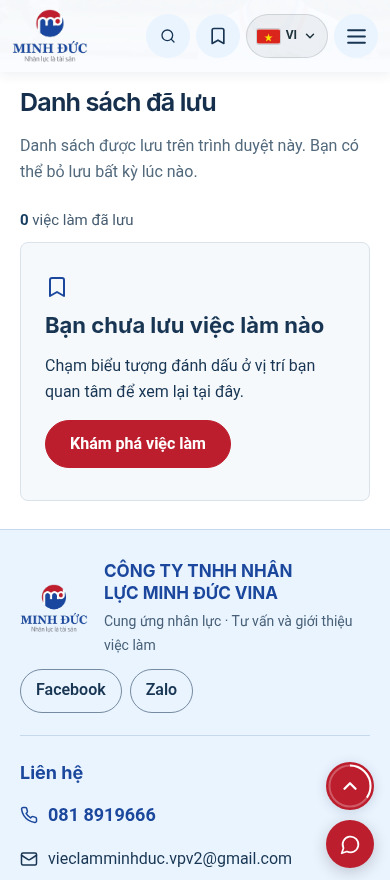 MINH ĐỨC
Nhân lực là tài sản
VI
Danh sách đã lưu
Danh sách được lưu trên trình duyệt này. Bạn có
thể bỏ lưu bất kỳ lúc nào.
0 việc làm đã lưu
Bạn chưa lưu việc làm nào
Chạm biểu tượng đánh dấu ở vị trí bạn
quan tâm để xem lại tại đây.
Khám phá việc làm
CÔNG TY TNHH NHÂN
LỰC MINH ĐỨC VINA
MINH ĐỨC
Nhân lực là tài sản
Cung ứng nhân lực · Tư vấn và giới thiệu
việc làm
Facebook
Zalo
Liên hệ
081 8919666
vieclamminhduc.vpv2@gmail.com